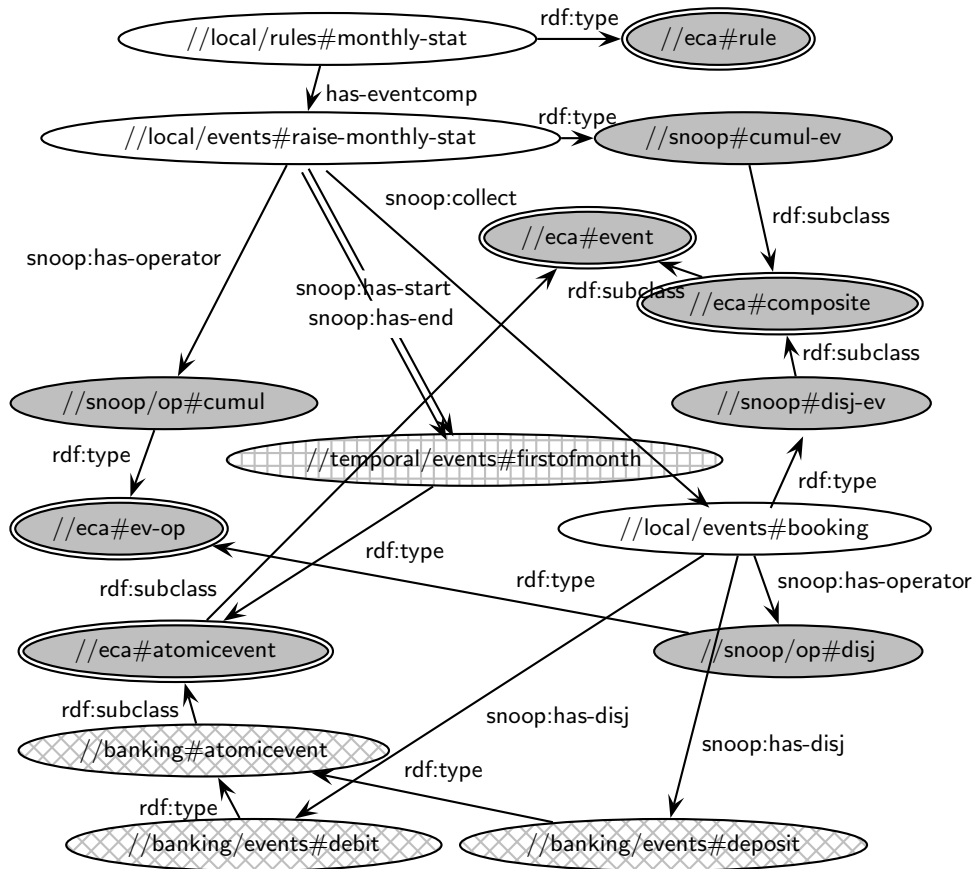 rdf:type
//local/rules#monthly-stat
//eca#rule
has-eventcomp
rdf:type
//local/events#raise-monthly-stat
//snoop#cumul-ev
snoop:collect
rdf:subclass
//eca#event
snoop:has-operator
snoop:has-start
rdf:subclass
//eca#composite
snoop:has-end
rdf:subclass
//snoop/op#cumul
//snoop#disj-ev
rdf:type
//temporal/events#firstofmonth
rdf:type
//eca#ev-op
//local/events#booking
rdf:type
rdf:type
snoop:has-operator
rdf:subclass
//eca#atomicevent
//snoop/op#disj
rdf:subclass
snoop:has-disj
//banking#atomicevent
snoop:has-disj
rdf:type
rdf:type
//banking/events#debit
//banking/events#deposit